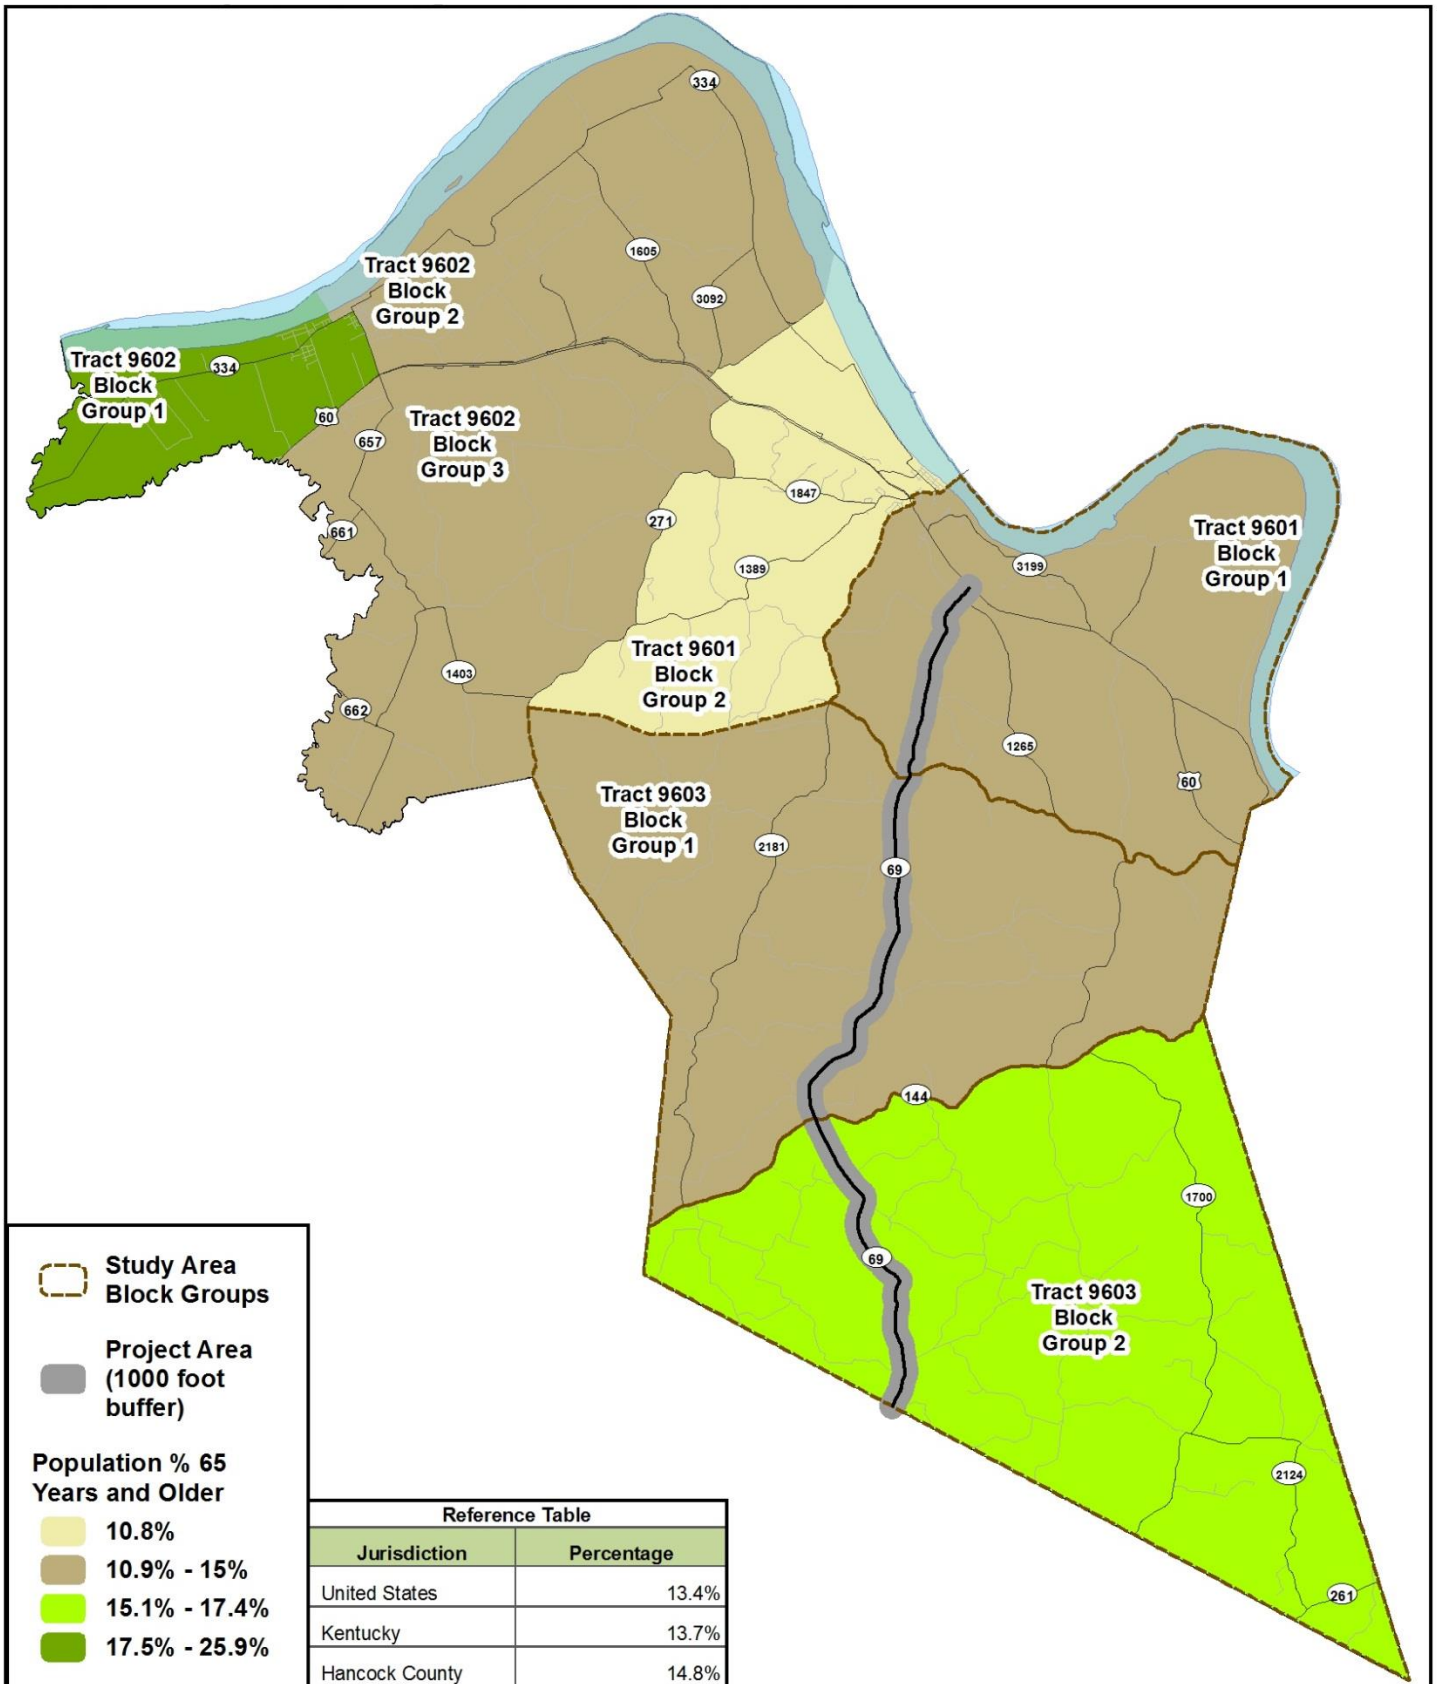 334
1605
3092
Tract 9602
Block
Group 2
Tract 9602
Block
Group 1
334
60
657
Tract 9602
Block
Group 3
661
271
1847
1389
Tract 9601
Block
Group 1
3199
Tract 9601
Block
Group 2
1403
662
1265
60
Tract 9603
Block
Group 1
2181
69
144
1700
69
Tract 9603
Block
Group 2
2124
261
Study Area
Block Groups
Project Area
(1000 foot
buffer)
Population % 65
Years and Older
10.8%
10.9% - 15%
15.1% - 17.4%
17.5% - 25.9%
Reference Table
Jurisdiction Percentage
United States 13.4%
Kentucky 13.7%
Hancock County 14.8%